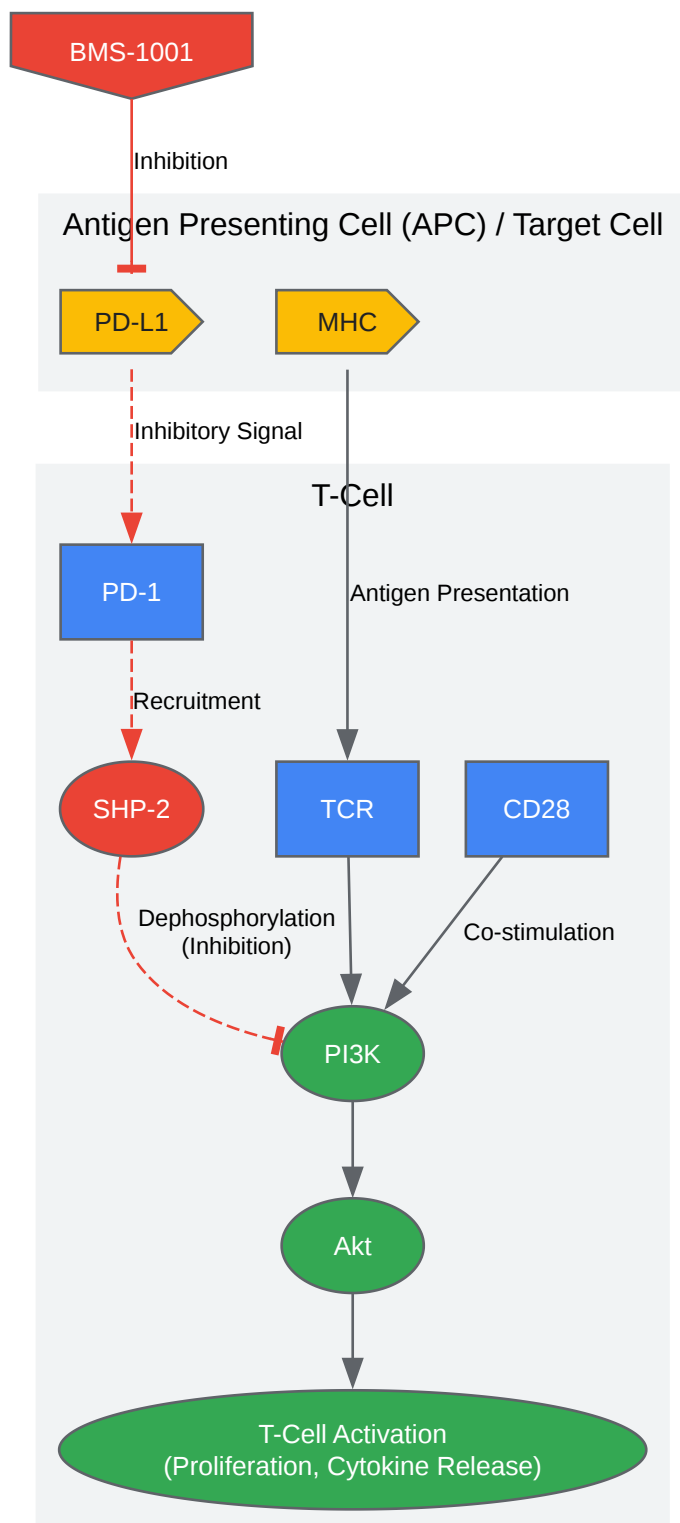 BMS-1001
Inhibition
Antigen Presenting Cell (APC) / Target Cell
PD-L1
MHC
Inhibitory Signal
T-Cell
PD-1
Antigen Presentation
Recruitment
SHP-2
TCR
CD28
Dephosphorylation
(Inhibition)
Co-stimulation
PI3K
Akt
T-Cell Activation
(Proliferation, Cytokine Release)